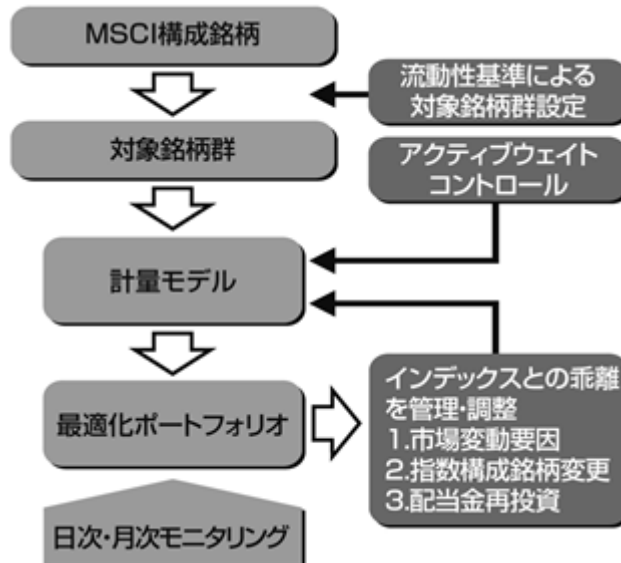 MSCI構成銘柄
流動性基準による
対象銘柄群設定
対象銘柄群
アクティブウェイト
コントロール
計量モデル
最適化ポートフォリオ
インデックスとの乖離
を管理・調整
1.市場変動要因
2.指数構成銘柄変更
3.配当金再投資
日次・月次モニタリング